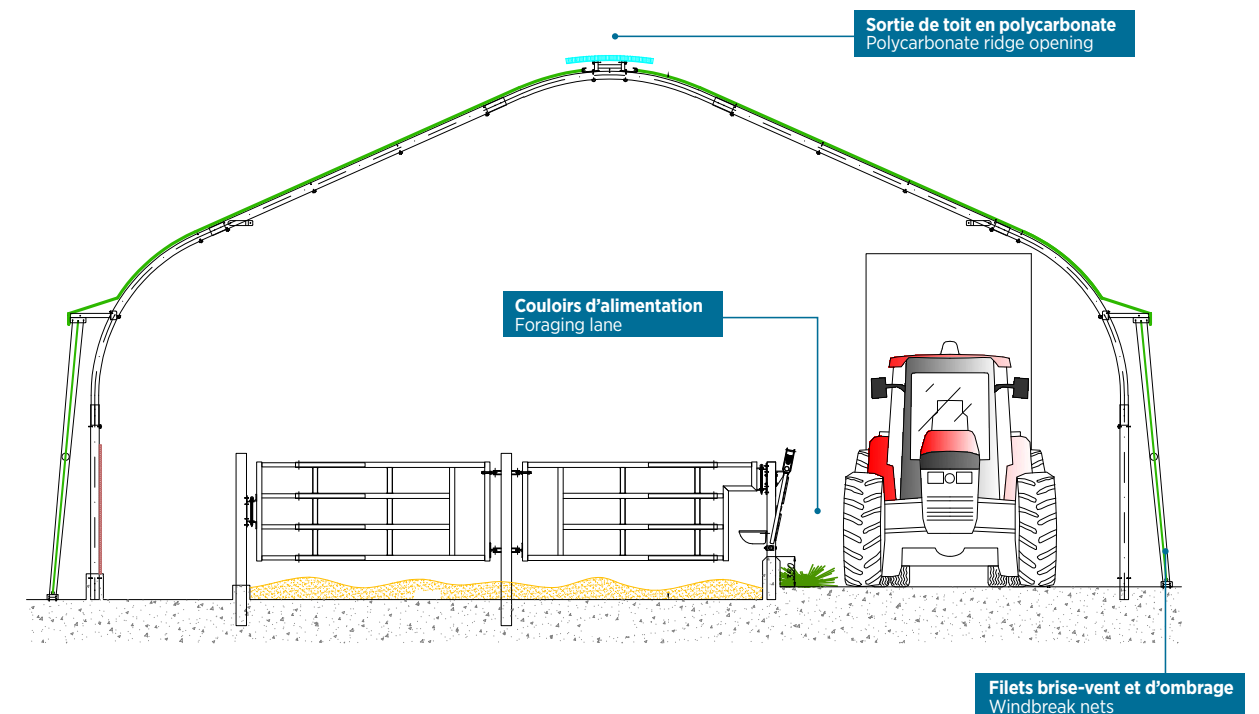 Sortie de toit en polycarbonate
Polycarbonate ridge opening
Couloirs d’alimentation
Foraging lane
Filets brise-vent et d’ombrage
Windbreak nets